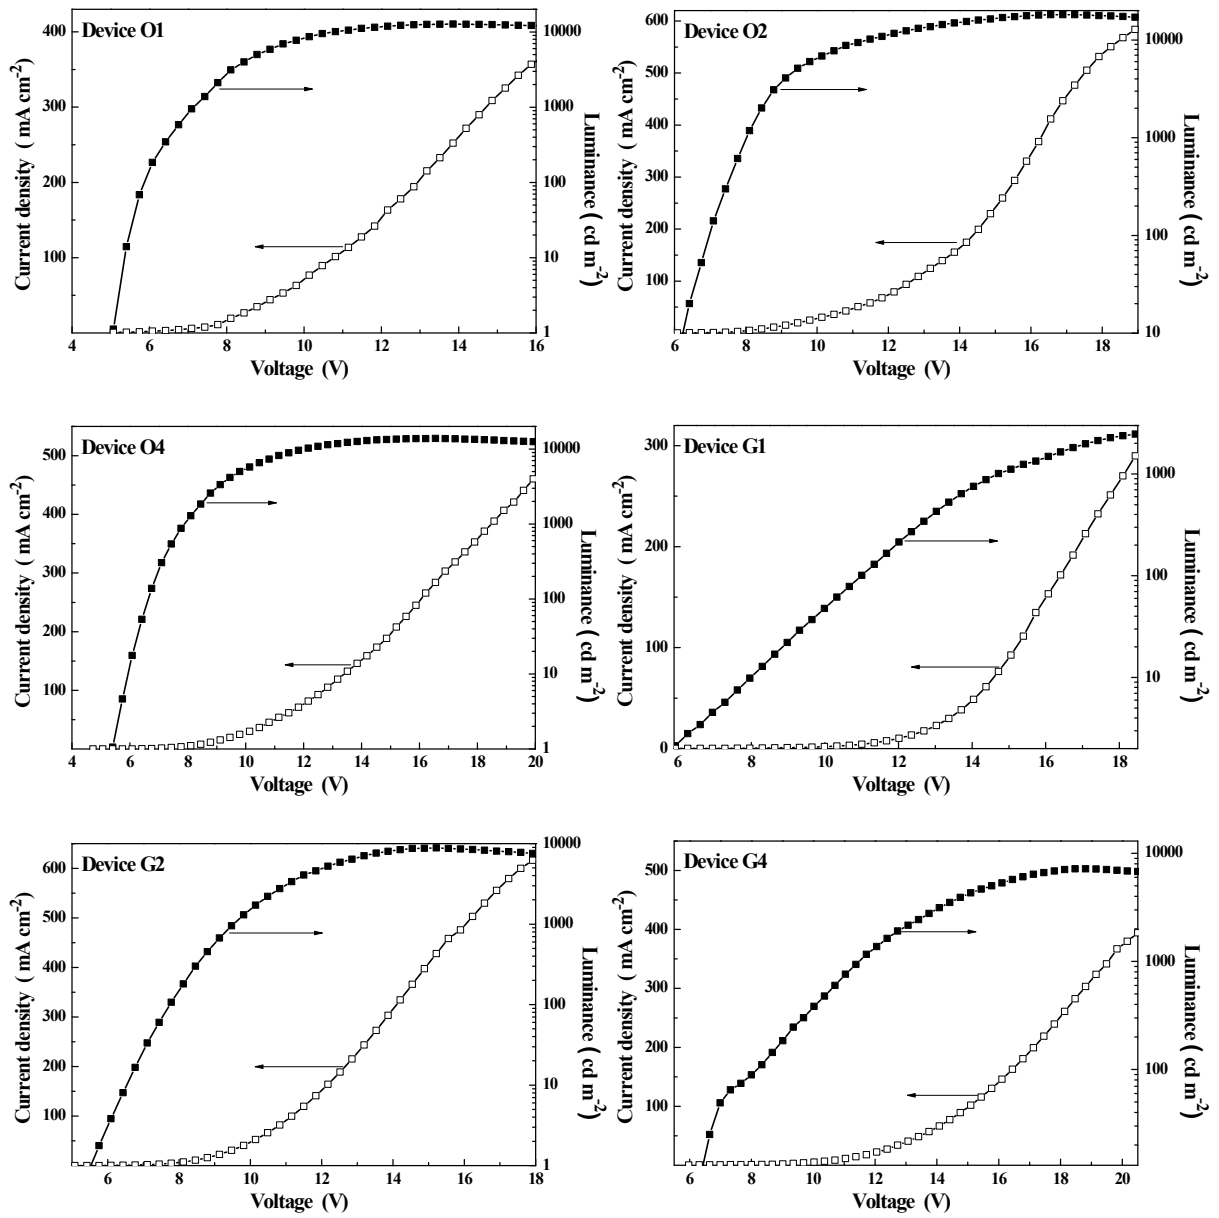 Device O1
400
300
200
100
Current density ( mA cm-2)
10000
1000
100
10
1
Luminance ( cd m-2)
4 6 8 10 12 14 16
Voltage (V)
Device O2
600
500
400
300
200
100
Current density ( mA cm-2)
10000
1000
100
10
Luminance ( cd m-2)
6 8 10 12 14 16 18
Voltage (V)
Device O4
500
400
350
300
200
100
Current density ( mA cm-2)
10000
1000
100
10
1
Luminance ( cd m-2)
6 8 10 12 14 16 18 20
Voltage (V)
Device G1
300
200
100
0
Current density ( mA cm-2)
1000
100
10
Luminance ( cd m-2)
6 8 10 12 14 16 18
Voltage (V)
Device G2
600
500
400
300
200
100
Current density ( mA cm-2)
10000
1000
100
10
1
Luminance ( cd m-2)
6 8 10 12 14 16 18
Voltage (V)
Device G4
500
400
300
200
100
Current density ( mA cm-2)
10000
1000
100
Luminance ( cd m-2)
6 8 10 12 14 16 18 20
Voltage (V)